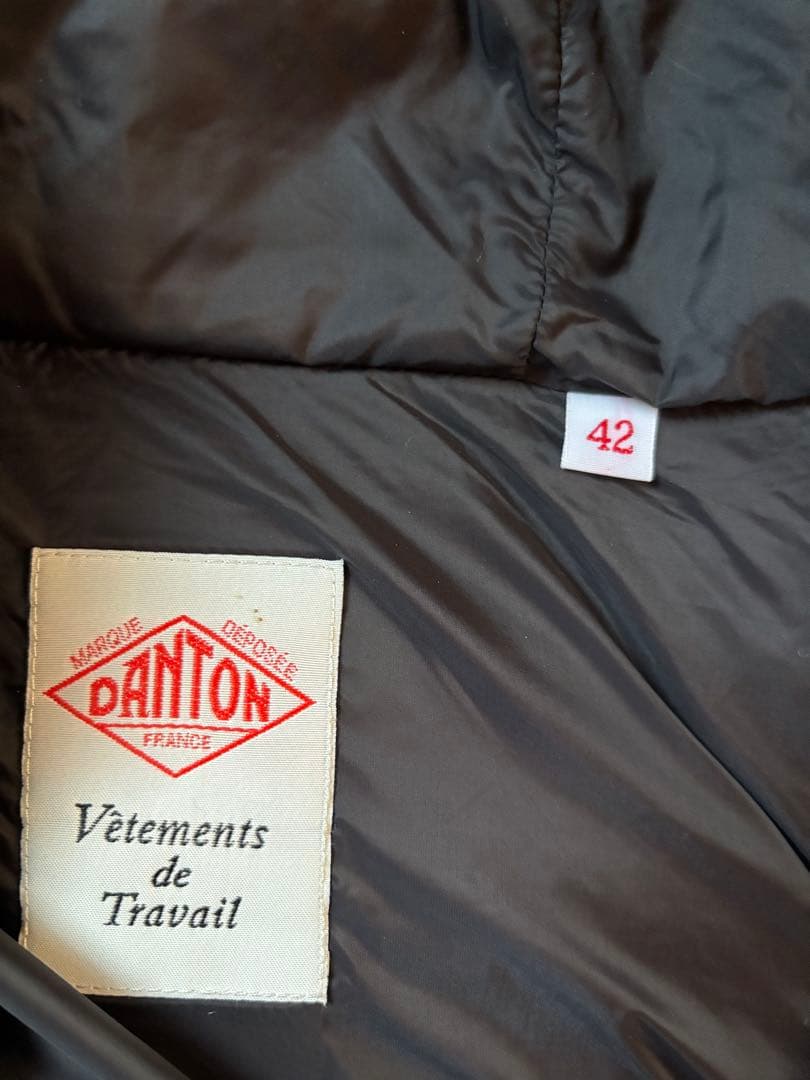 42
MARQUE DÉPOSÉE
DANTON
FRANCE
Vêtements
de
Travail